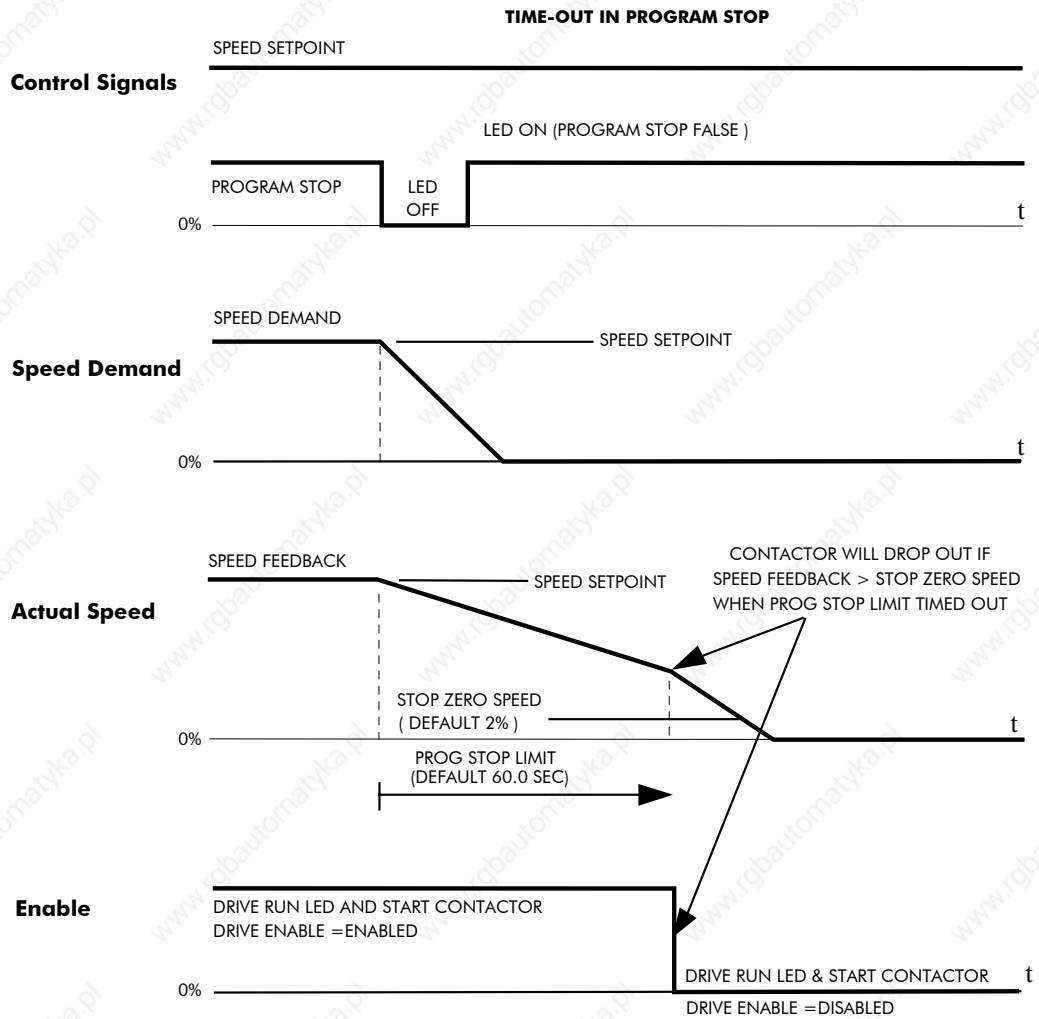 TIME-OUT IN PROGRAM STOP
SPEED SETPOINT
Control Signals
LED ON (PROGRAM STOP FALSE )
PROGRAM STOP
LED
OFF
0%
t
SPEED DEMAND
SPEED SETPOINT
Speed Demand
0%
t
SPEED FEEDBACK
SPEED SETPOINT
CONTACTOR WILL DROP OUT IF
SPEED FEEDBACK > STOP ZERO SPEED
WHEN PROG STOP LIMIT TIMED OUT
Actual Speed
STOP ZERO SPEED
( DEFAULT 2% )
0%
t
PROG STOP LIMIT
(DEFAULT 60.0 SEC)
Enable
DRIVE RUN LED AND START CONTACTOR
DRIVE ENABLE =ENABLED
DRIVE RUN LED & START CONTACTOR
t
0%
DRIVE ENABLE =DISABLED
www.rgbautomatyka.pl